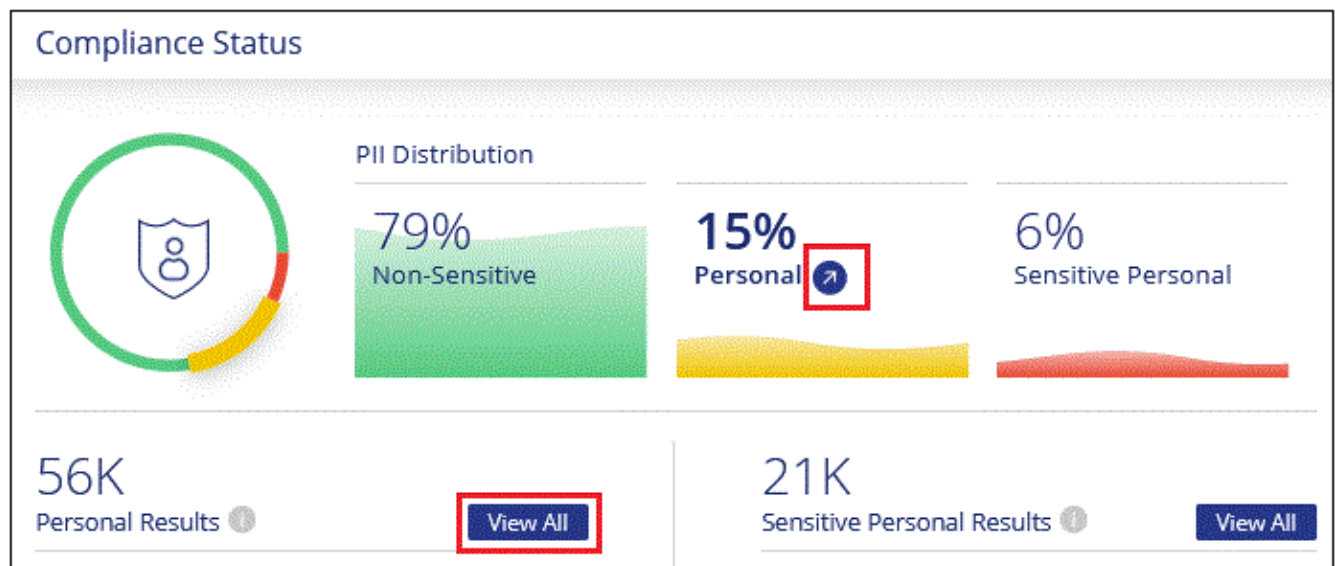 Compliance Status
PII Distribution
79%
Non-Sensitive
15%
Personal
6%
Sensitive Personal
56K
Personal Results
View All
21K
Sensitive Personal Results
View All